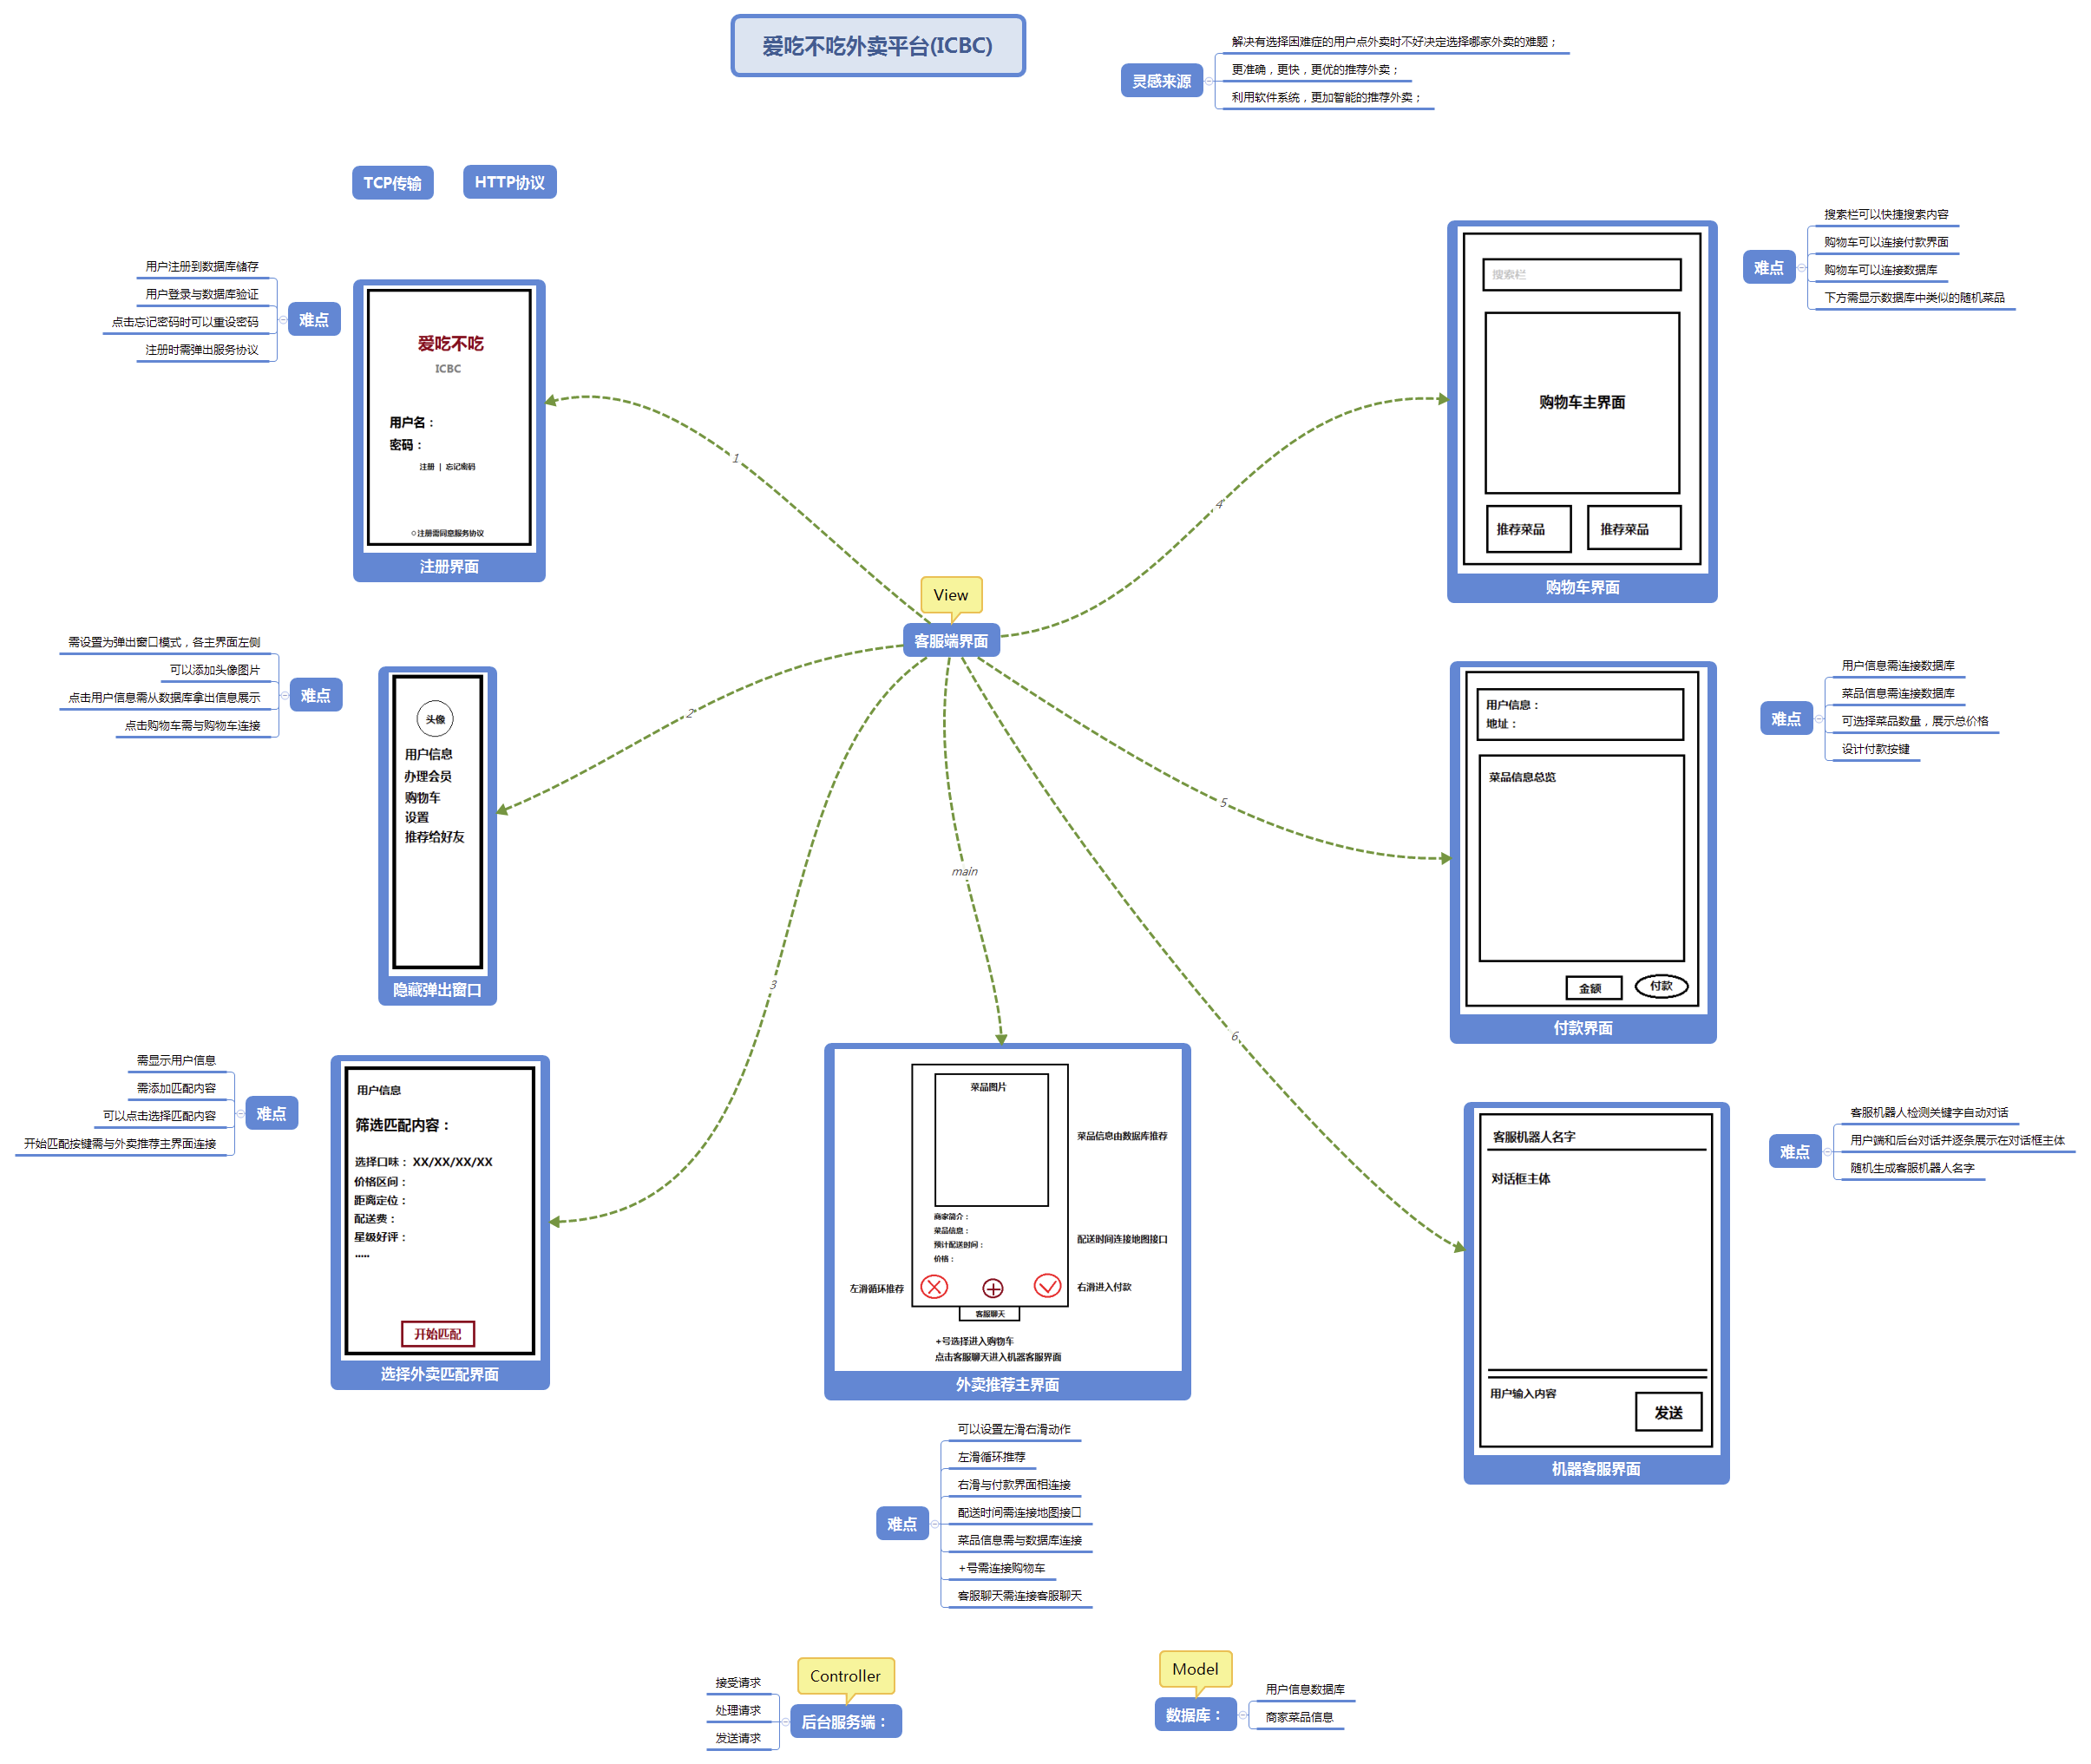 爱吃不吃外卖平台(ICBC)
灵感来源
解决有选择困难症的用户点外卖时不好决定选择哪家外卖的难题；
更准确，更快，更优的推荐外卖；
利用软件系统，更加智能的推荐外卖；
TCP传输
HTTP协议
用户注册到数据库储存
用户登录与数据库验证
点击忘记密码时可以重设密码
注册时需弹出服务协议
难点
爱吃不吃
ICBC
用户名：
密码：
注册 | 忘记密码
○注册需同意服务协议
注册界面
1
搜索栏
购物车主界面
推荐菜品
推荐菜品
购物车界面
难点
搜索栏可以快捷搜索内容
购物车可以连接付款界面
购物车可以连接数据库
下方需显示数据库中类似的随机菜品
4
View
客服端界面
需设置为弹出窗口模式，各主界面左侧
可以添加头像图片
点击用户信息需从数据库拿出信息展示
点击购物车需与购物车连接
难点
头像
用户信息
办理会员
购物车
设置
推荐给好友
隐藏弹出窗口
2
用户信息：
地址：
菜品信息总览
金额
付款
付款界面
难点
用户信息需连接数据库
菜品信息需连接数据库
可选择菜品数量，展示总价格
设计付款按键
5
main
3
6
需显示用户信息
需添加匹配内容
可以点击选择匹配内容
开始匹配按键需与外卖推荐主界面连接
难点
用户信息
筛选匹配内容：
选择口味： XX/XX/XX/XX
价格区间：
距离定位：
配送费：
星级好评：
.....
开始匹配
选择外卖匹配界面
菜品图片
菜品信息由数据库推荐
商家简介：
菜品信息：
预计配送时间：
价格：
配送时间连接地图接口
左滑循环推荐
右滑进入付款
客服聊天
+号选择进入购物车
点击客服聊天进入机器客服界面
外卖推荐主界面
难点
可以设置左滑右滑动作
左滑循环推荐
右滑与付款界面相连接
配送时间需连接地图接口
菜品信息需与数据库连接
+号需连接购物车
客服聊天需连接客服聊天
客服机器人名字
对话框主体
用户输入内容
发送
机器客服界面
难点
客服机器人检测关键字自动对话
用户端和后台对话并逐条展示在对话框主体
随机生成客服机器人名字
Controller
后台服务端：
接受请求
处理请求
发送请求
Model
数据库：
用户信息数据库
商家菜品信息